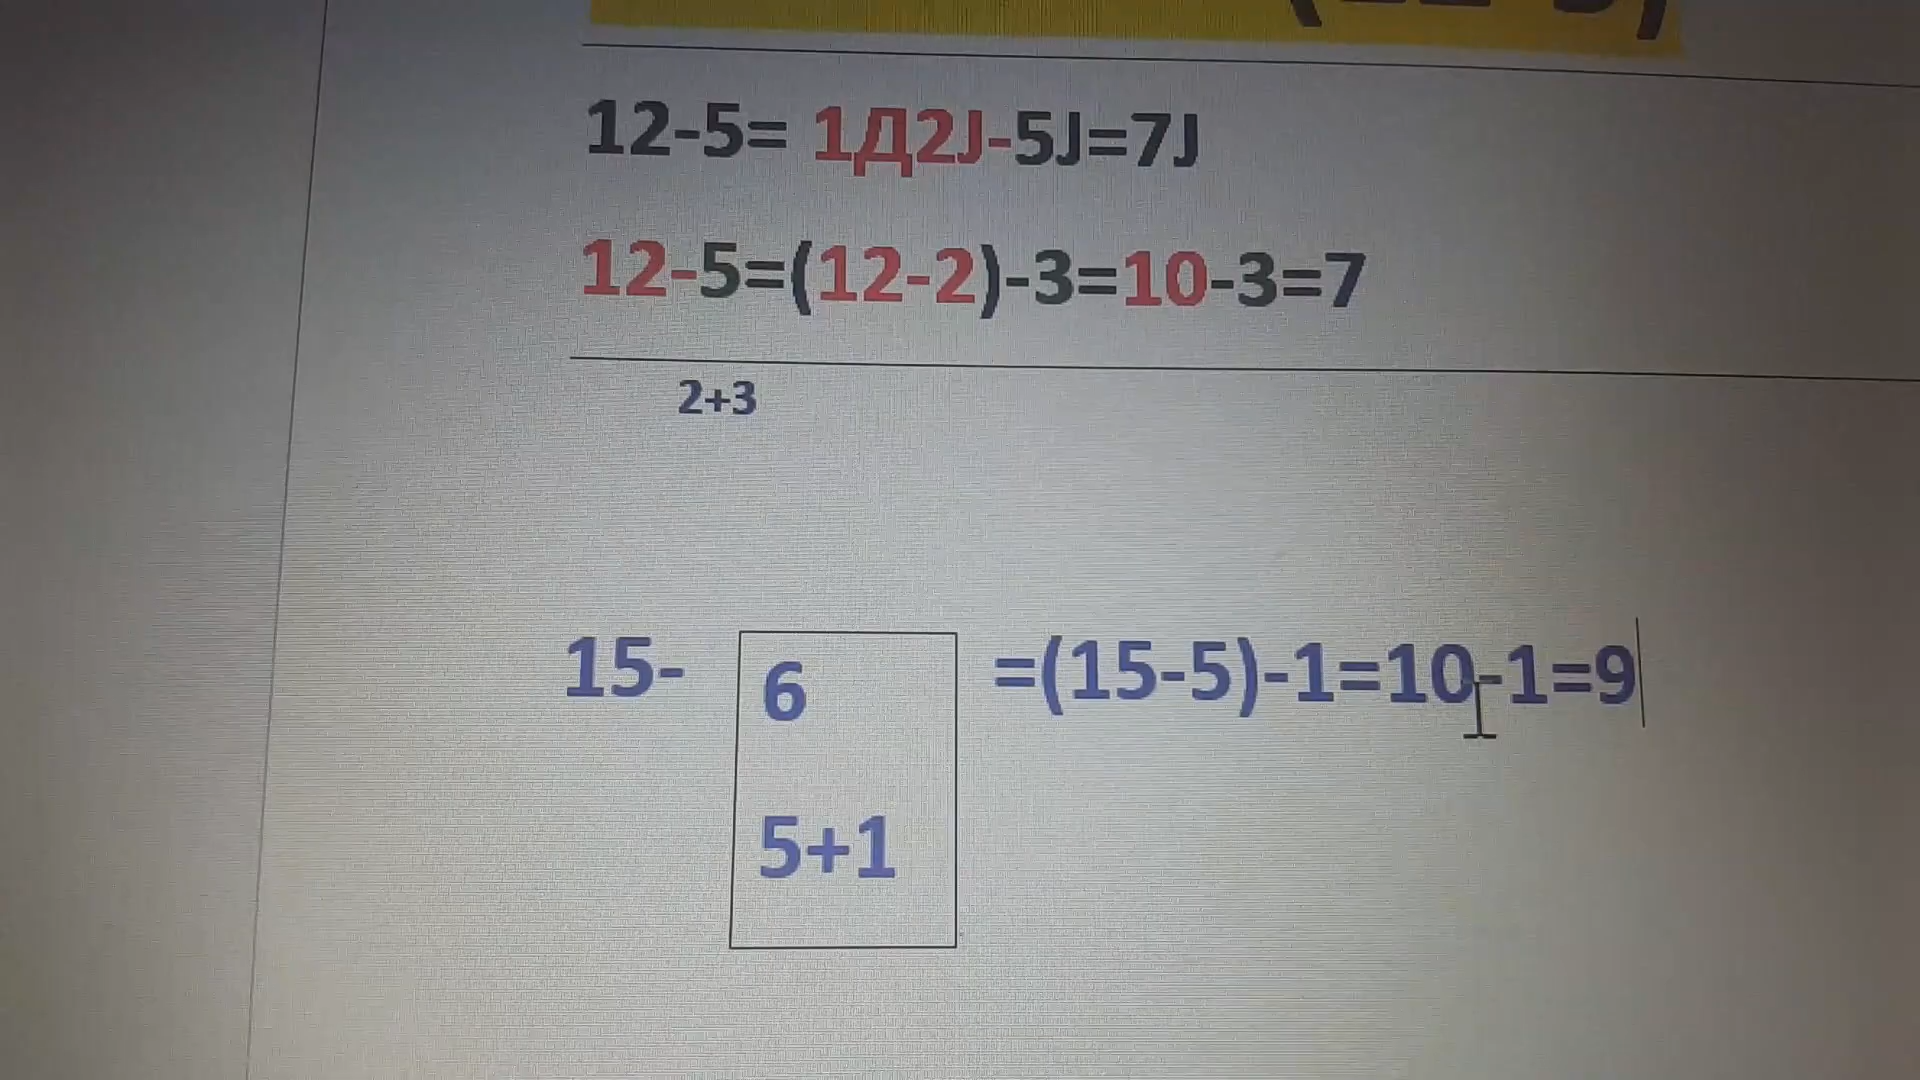 12-5= 1Д2Ј-5Ј=7Ј
12-5=(12-2)-3=10-3=7
2+3
15- 6 =(15-5)-1=10-1=9
5+1